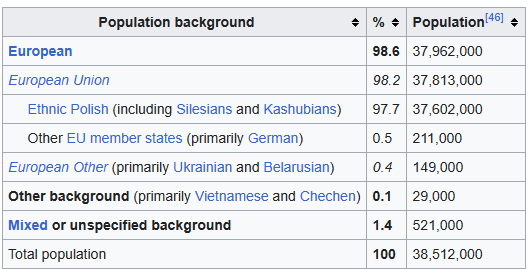 Population background % Population[46]
European 98.6 37,962,000
European Union 98.2 37,813,000
Ethnic Polish (including Silesians and Kashubians) 97.7 37,602,000
Other EU member states (primarily German) 0.5 211,000
European Other (primarily Ukrainian and Belarusian) 0.4 149,000
Other background (primarily Vietnamese and Chechen) 0.1 29,000
Mixed or unspecified background 1.4 521,000
Total population 100 38,512,000